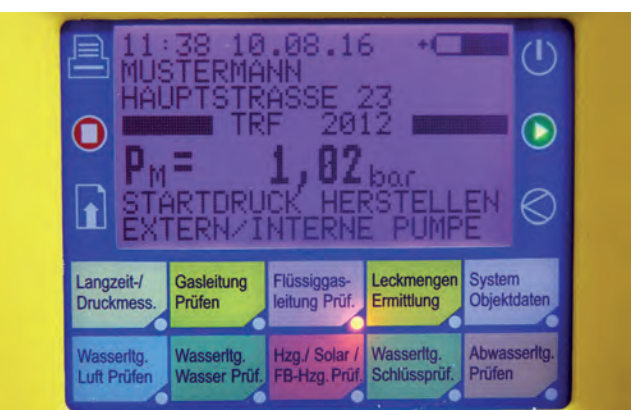 11:38 10.08.16
MUSTERMANN
HAUPTSTRASSE 23
TRF 2012
PM= 1,02 bar
STARTDRUCK HERSTELLEN
EXTERN/INTERNE PUMPE
Langzeit-/
Druckmess.
Gasleitung
Prüfen
Flüssiggas-
leitung Prüf.
Leckmengen
Ermittlung
System
Objektdaten
Wasserltg.
Luft Prüfen
Wasserltg.
Wasser Prüf.
Hzg./ Solar /
FB-Hzg. Prüf.
Wasserltg.
Schlüssprüf.
Abwasserltg.
Prüfen